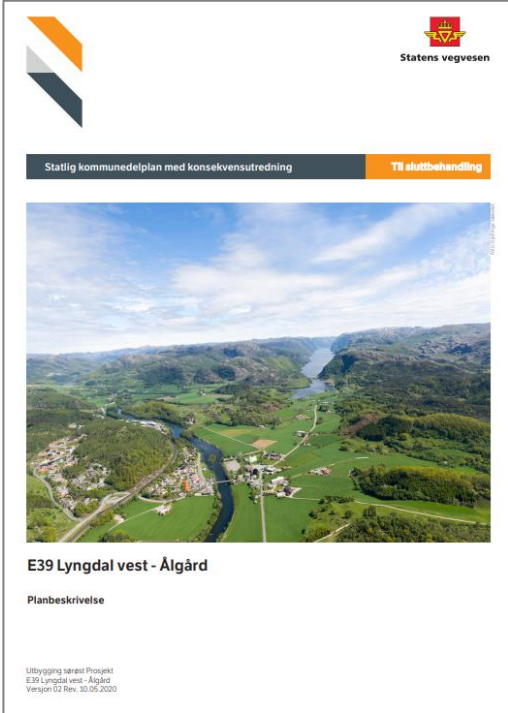 Statens vegvesen
Statlig kommunedelplan med konsekvensutredning
Til sluttbehandling
E39 Lyngdal vest - Ålgård
Planbeskrivelse
Utbygging sørøst Prosjekt
E39 Lyngdal vest - Ålgård
Versjon 02 Rev. 10.05.2020